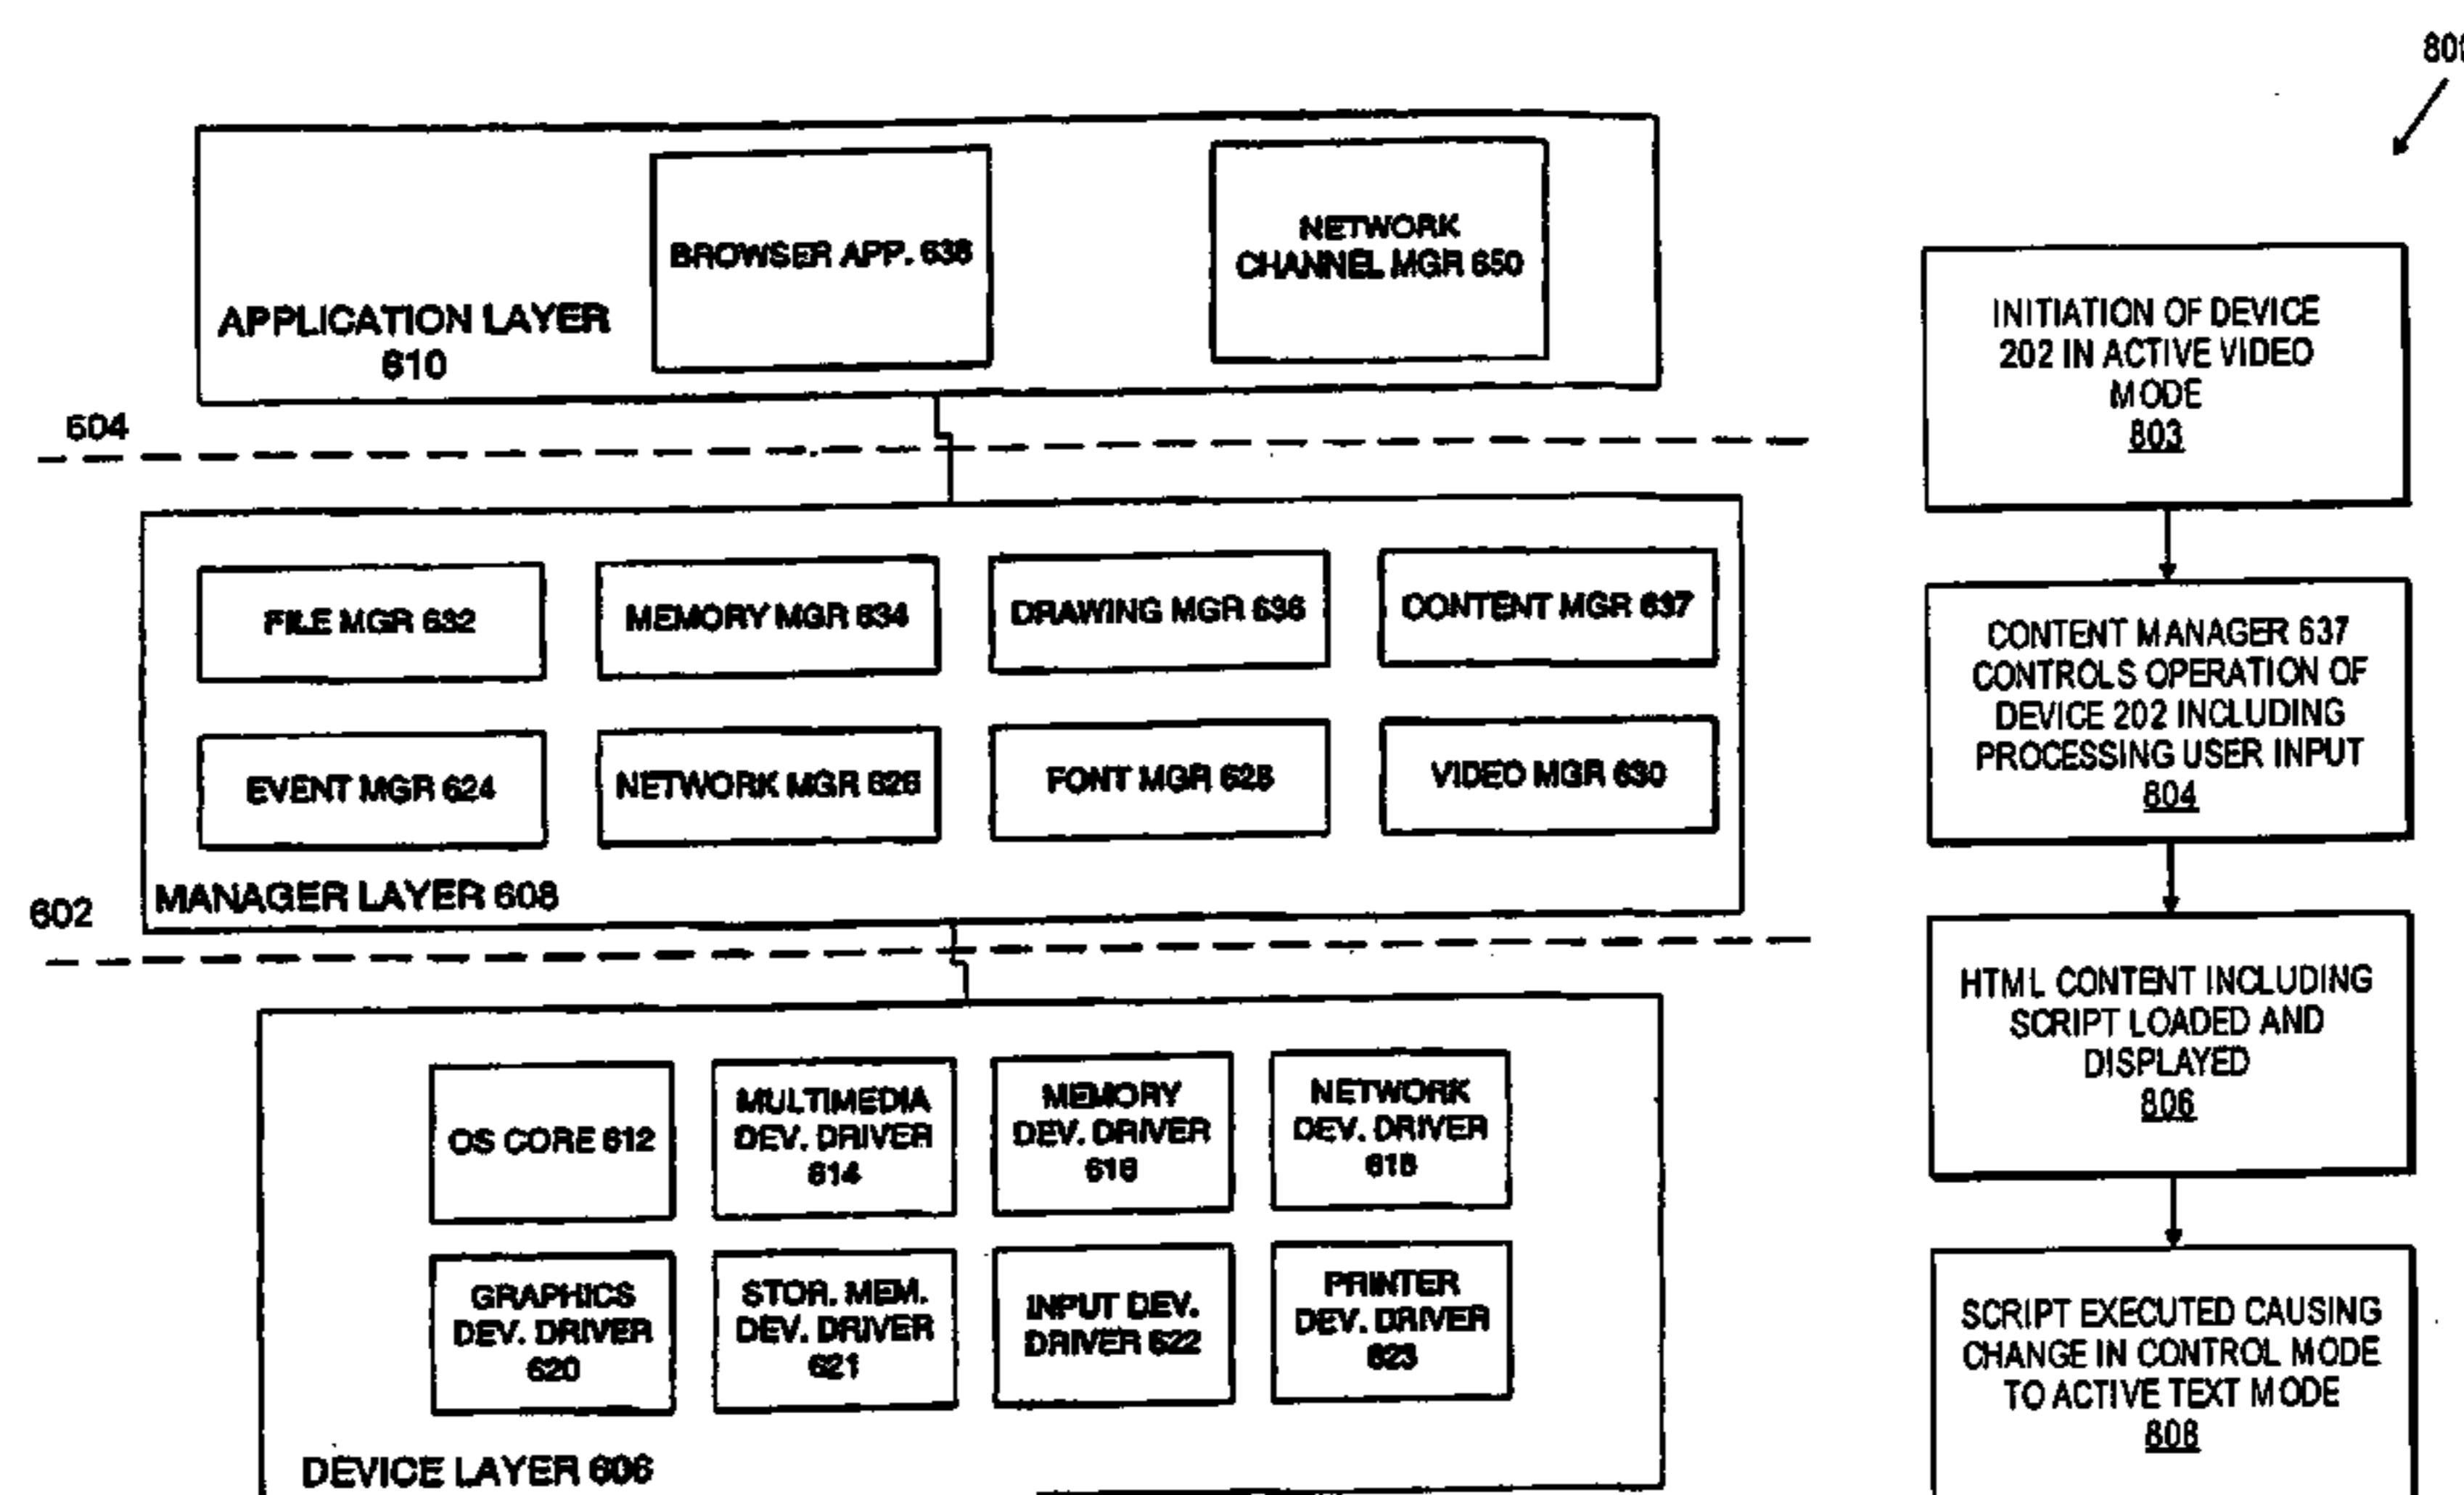 BROWSER APP. 638
NETWORK
CHANNEL MGR 650
APPLICATION LAYER
610
604
FILE MGR 632
MEMORY MGR 634
DRAWING MGR 636
CONTENT MGR 637
EVENT MGR 624
NETWORK MGR 626
FONT MGR 628
VIDEO MGR 630
MANAGER LAYER 608
602
OS CORE 612
MULTIMEDIA
DEV. DRIVER
614
MEMORY
DEV. DRIVER
616
NETWORK
DEV. DRIVER
618
GRAPHICS
DEV. DRIVER
620
STOR. MEM.
DEV. DRIVER
621
INPUT DEV.
DRIVER 622
PRINTER
DEV. DRIVER
623
DEVICE LAYER 606
INITIATION OF DEVICE
202 IN ACTIVE VIDEO
MODE
803
CONTENT MANAGER 637
CONTROLS OPERATION OF
DEVICE 202 INCLUDING
PROCESSING USER INPUT
804
HTML CONTENT INCLUDING
SCRIPT LOADED AND
DISPLAYED
806
SCRIPT EXECUTED CAUSING
CHANGE IN CONTROL MODE
TO ACTIVE TEXT MODE
808